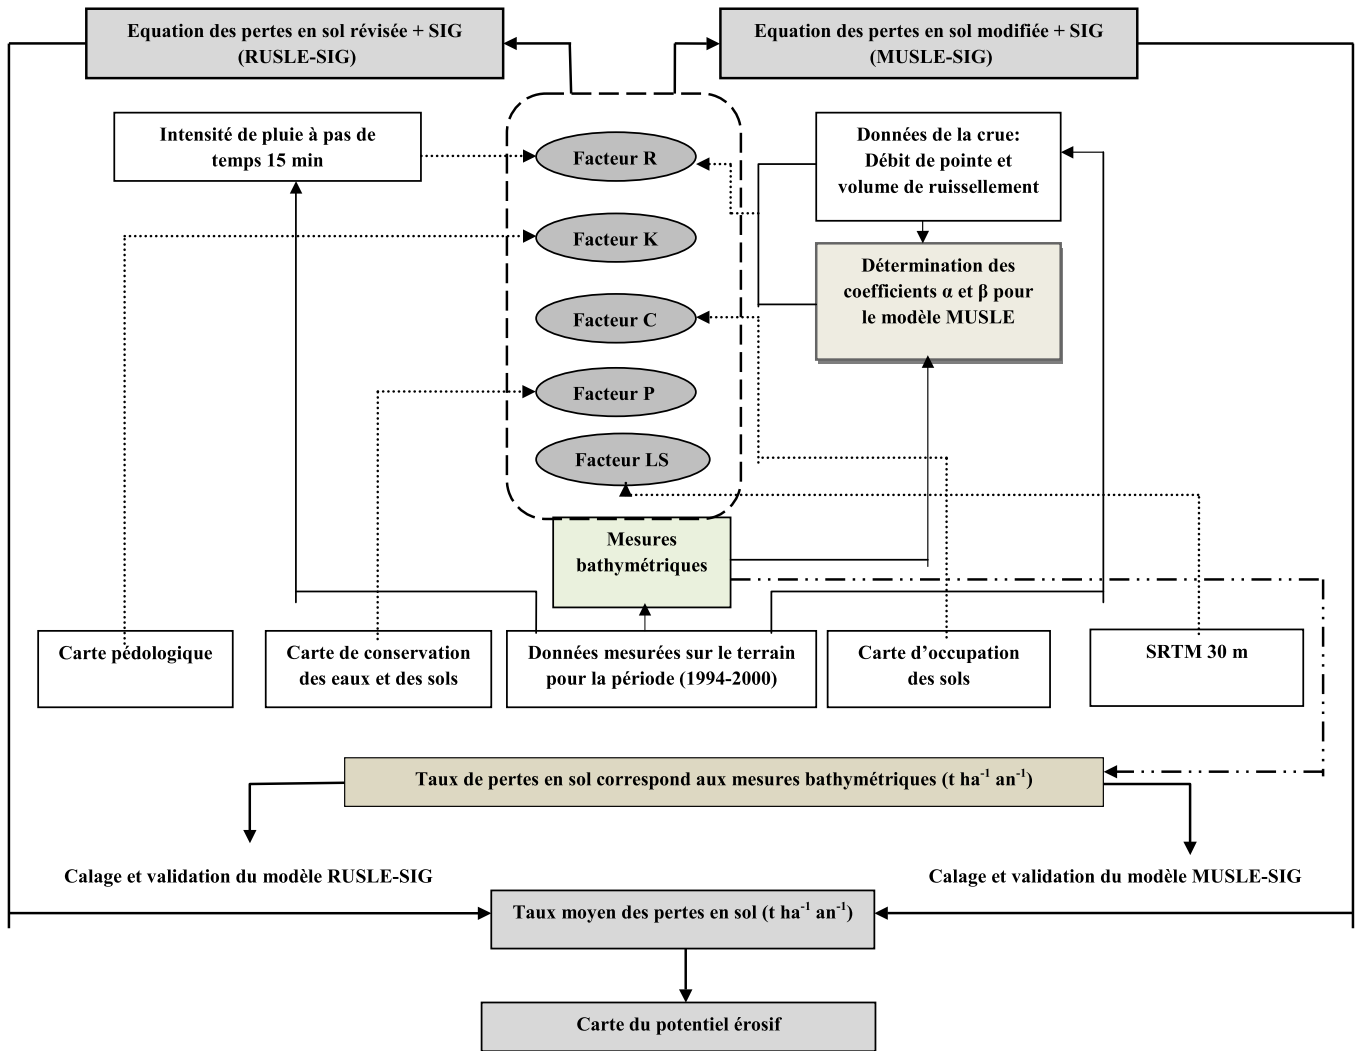 Equation des pertes en sol révisée + SIG
(RUSLE-SIG)
Equation des pertes en sol modifiée + SIG
(MUSLE-SIG)
Intensité de pluie à pas de
temps 15 min
Facteur R
Données de la crue:
Débit de pointe et
volume de ruissellement
Facteur K
Détermination des
coefficients α et β pour
le modèle MUSLE
Facteur C
Facteur P
Facteur LS
Mesures
bathymétriques
Carte pédologique
Carte de conservation
des eaux et des sols
Données mesurées sur le terrain
pour la période (1994-2000)
Carte d’occupation
des sols
SRTM 30 m
Taux de pertes en sol correspond aux mesures bathymétriques (t ha⁻¹ an⁻¹)
Calage et validation du modèle RUSLE-SIG
Calage et validation du modèle MUSLE-SIG
Taux moyen des pertes en sol (t ha⁻¹ an⁻¹)
Carte du potentiel érosif